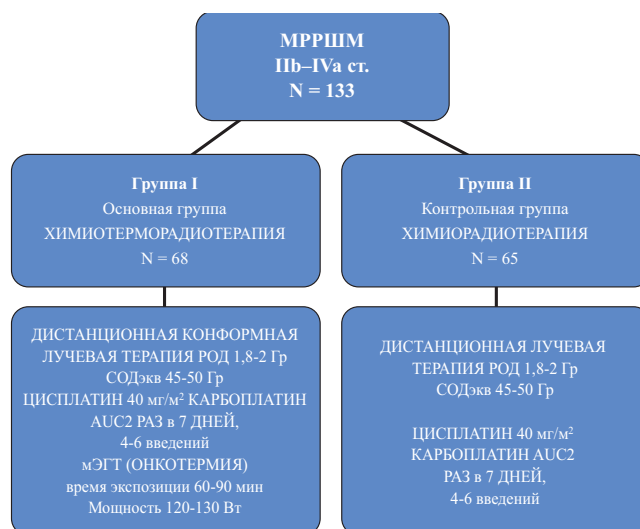 МРРШМ
IIb–IVa ст.
N = 133
Группа I
Основная группа
ХИМИОТЕРМОРАДИОТЕРАПИЯ
N = 68
Группа II
Контрольная группа
ХИМИОРАДИОТЕРАПИЯ
N = 65
ДИСТАНЦИОННАЯ КОНФОРМНАЯ
ЛУЧЕВАЯ ТЕРАПИЯ РОД 1,8-2 Гр
СОДэкв 45-50 Гр
ЦИСПЛАТИН 40 мг/м² КАРБОПЛАТИН
AUC2 РАЗ в 7 ДНЕЙ,
4-6 введений
мЭГТ (ОНКОТЕРМИЯ)
время экспозиции 60-90 мин
Мощность 120-130 Вт
ДИСТАНЦИОННАЯ ЛУЧЕВАЯ
ТЕРАПИЯ РОД 1,8-2 Гр
СОДэкв 45-50 Гр
ЦИСПЛАТИН 40 мг/м²
КАРБОПЛАТИН AUC2
РАЗ в 7 ДНЕЙ,
4-6 введений